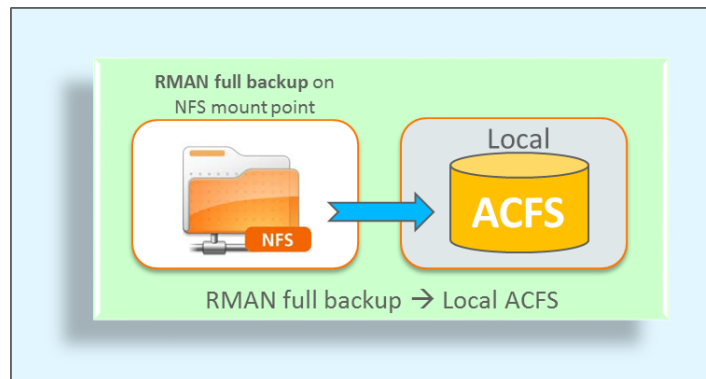 RMAN full backup on
NFS mount point
NFS
Local
ACFS
RMAN full backup → Local ACFS